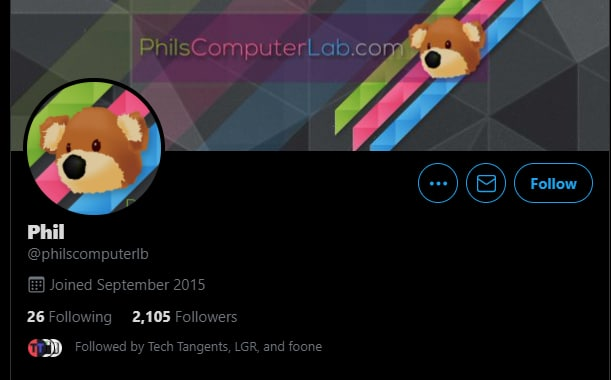 PhilsComputerLab.com
Phil
@philscomputerlb
Follow
Joined September 2015
26 Following 2,105 Followers
Followed by Tech Tangents, LGR, and foone